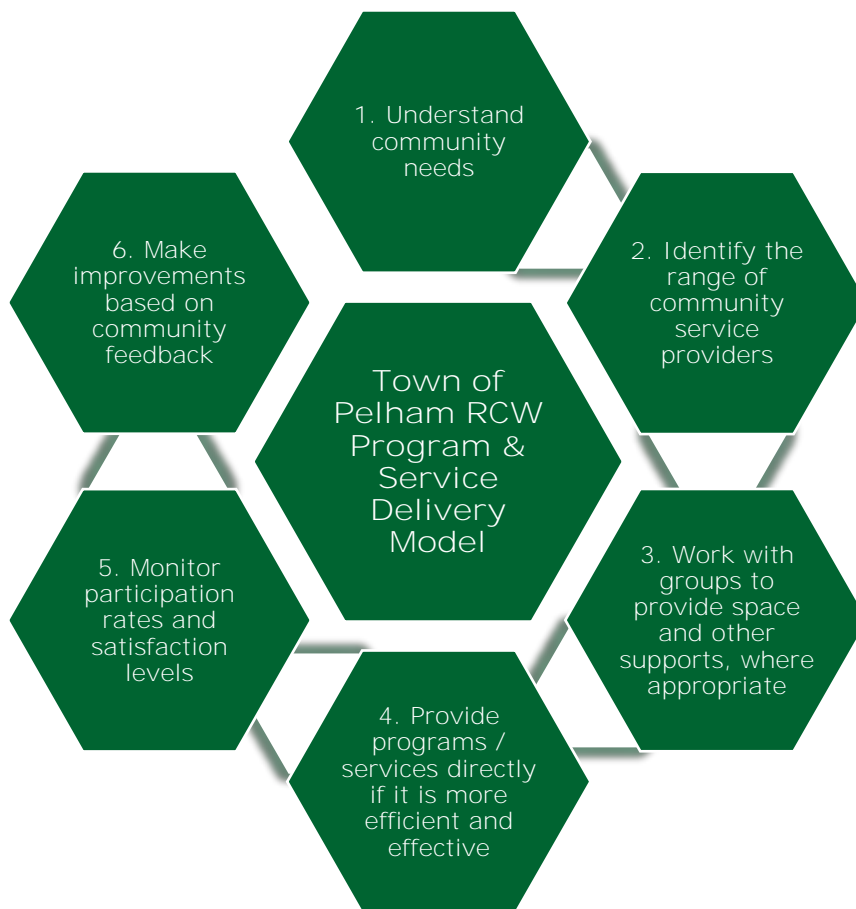 1. Understand
community
needs
2. Identify the
range of
community
service
providers
3. Work with
groups to
provide space
and other
supports, where
appropriate
4. Provide
programs /
services directly
if it is more
efficient and
effective
5. Monitor
participation
rates and
satisfaction
levels
6. Make
improvements
based on
community
feedback
Town of
Pelham RCW
Program &
Service
Delivery
Model